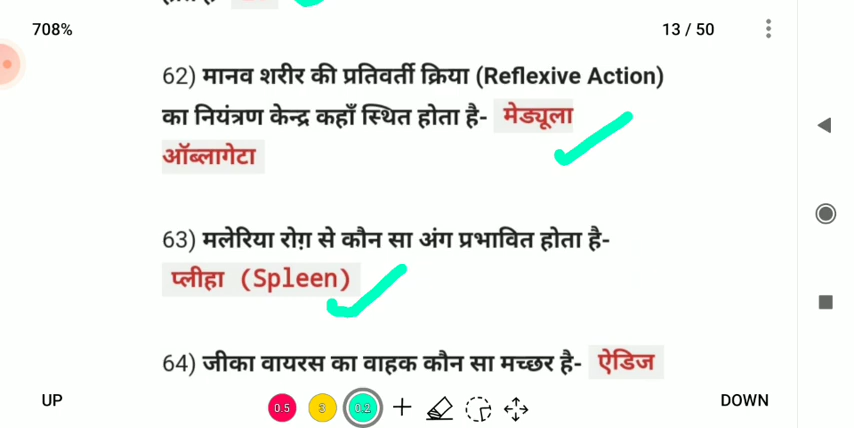 708%
13 / 50
62) मानव शरीर की प्रतिवर्ती क्रिया (Reflexive Action)
का नियंत्रण केन्द्र कहाँ स्थित होता है- मेड्यूला
ऑब्लागेटा
63) मलेरिया रोग़ से कौन सा अंग प्रभावित होता है-
प्लीहा (Spleen)
64) जीका वायरस का वाहक कौन सा मच्छर है- ऐडिज
UP
0.5
3
0.2
DOWN